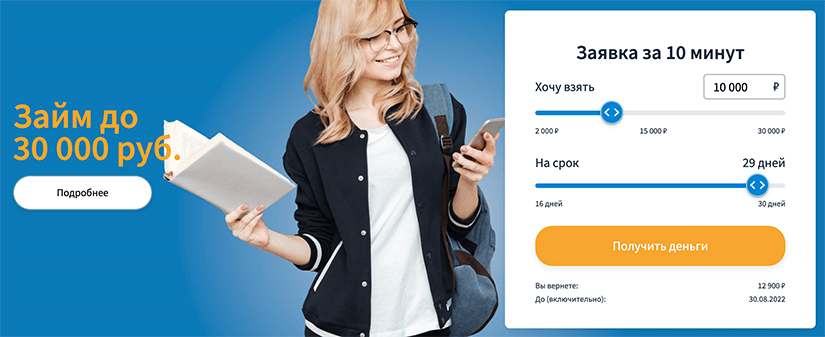 Займ до
30 000 руб.
Подробнее
Заявка за 10 минут
Хочу взять 10 000 ₽
2 000 ₽ 15 000 ₽ 30 000 ₽
На срок 29 дней
16 дней 30 дней
Получить деньги
Вы вернете: 12 900 ₽
До (включительно): 30.08.2022